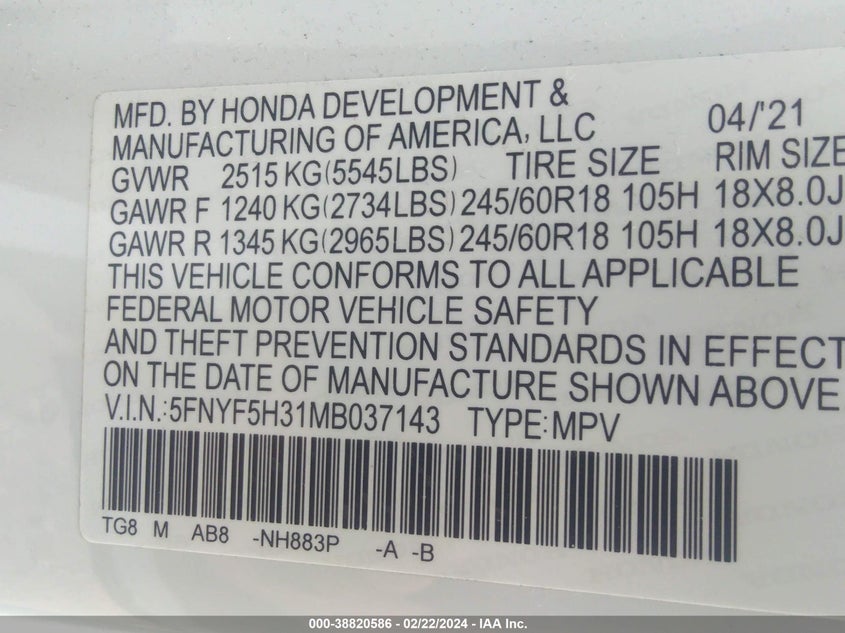 MFD. BY HONDA DEVELOPMENT &
MANUFACTURING OF AMERICA, LLC 04/'21
GVWR 2515 KG(5545LBS) TIRE SIZE RIM SIZE
GAWR F 1240 KG(2734LBS) 245/60R18 105H 18X8.0J
GAWR R 1345 KG(2965LBS) 245/60R18 105H 18X8.0J
THIS VEHICLE CONFORMS TO ALL APPLICABLE
FEDERAL MOTOR VEHICLE SAFETY
AND THEFT PREVENTION STANDARDS IN EFFECT
ON THE DATE OF MANUFACTURE SHOWN ABOVE
V.I.N.:5FNYF5H31MB037143 TYPE:MPV
TG8 M AB8 -NH883P -A -B
000-38820586 - 02/22/2024 - IAA Inc.